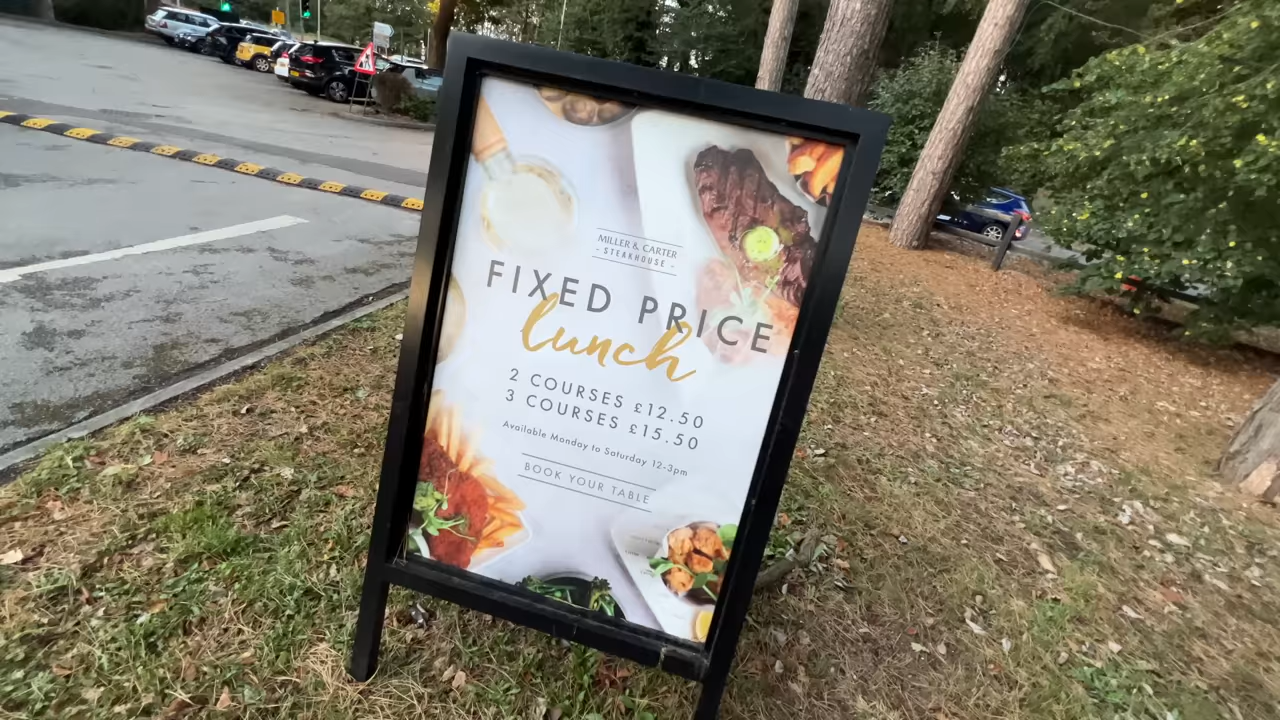 MILLER & CARTER
- STEAKHOUSE -
FIXED PRICE
lunch
2 COURSES £12.50
3 COURSES £15.50
Available Monday to Saturday 12-3pm
BOOK YOUR TABLE